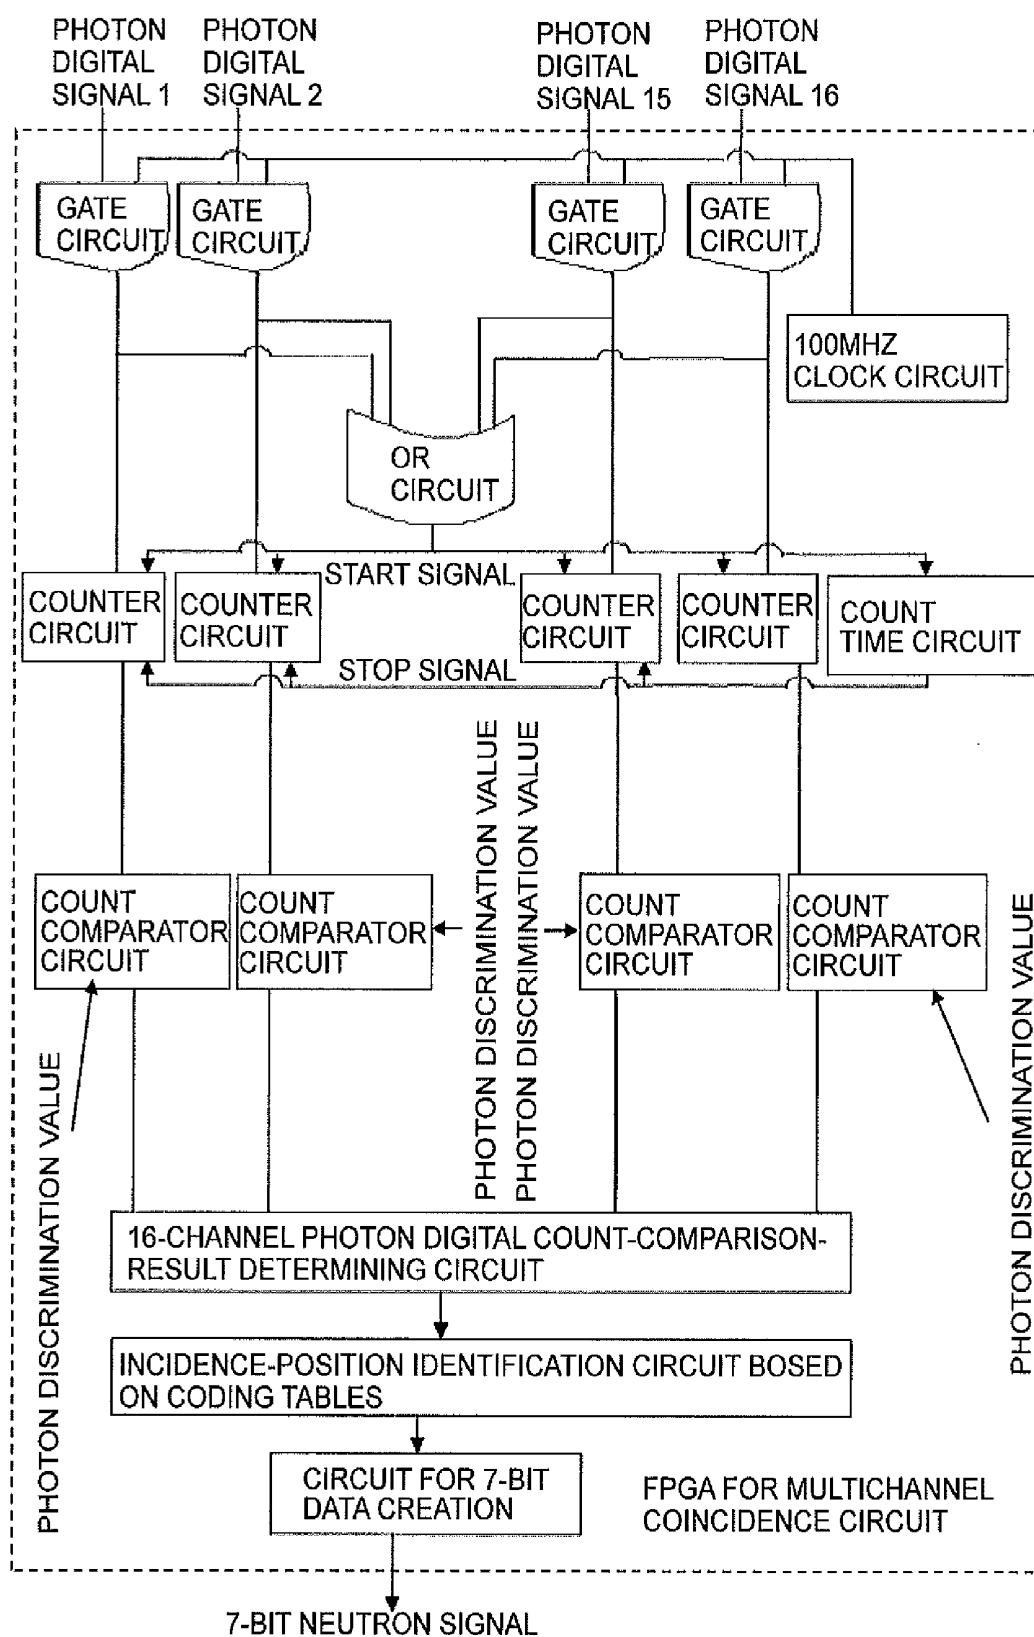 PHOTON
DIGITAL
SIGNAL 1
PHOTON
DIGITAL
SIGNAL 2
PHOTON
DIGITAL
SIGNAL 15
PHOTON
DIGITAL
SIGNAL 16
GATE
CIRCUIT
GATE
CIRCUIT
GATE
CIRCUIT
GATE
CIRCUIT
100MHZ
CLOCK CIRCUIT
OR
CIRCUIT
START SIGNAL
COUNTER
CIRCUIT
COUNTER
CIRCUIT
COUNTER
CIRCUIT
COUNTER
CIRCUIT
COUNT
TIME CIRCUIT
STOP SIGNAL
PHOTON DISCRIMINATION VALUE
PHOTON DISCRIMINATION VALUE
COUNT
COMPARATOR
CIRCUIT
COUNT
COMPARATOR
CIRCUIT
COUNT
COMPARATOR
CIRCUIT
COUNT
COMPARATOR
CIRCUIT
PHOTON DISCRIMINATION VALUE
PHOTON DISCRIMINATION VALUE
16-CHANNEL PHOTON DIGITAL COUNT-COMPARISON-
RESULT DETERMINING CIRCUIT
INCIDENCE-POSITION IDENTIFICATION CIRCUIT BOSED
ON CODING TABLES
CIRCUIT FOR 7-BIT
DATA CREATION
FPGA FOR MULTICHANNEL
COINCIDENCE CIRCUIT
7-BIT NEUTRON SIGNAL